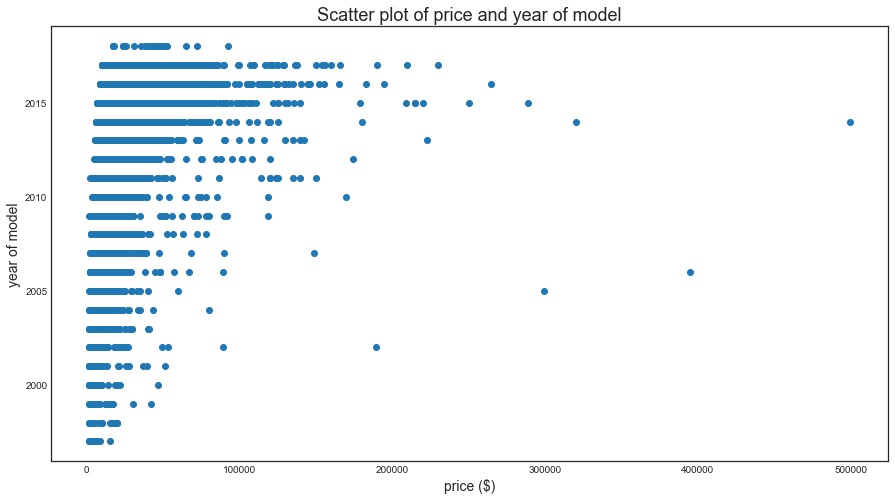 Scatter plot of price and year of model
year of model
2015
2010
2005
2000
0 100000 200000 300000 400000 500000
price ($)